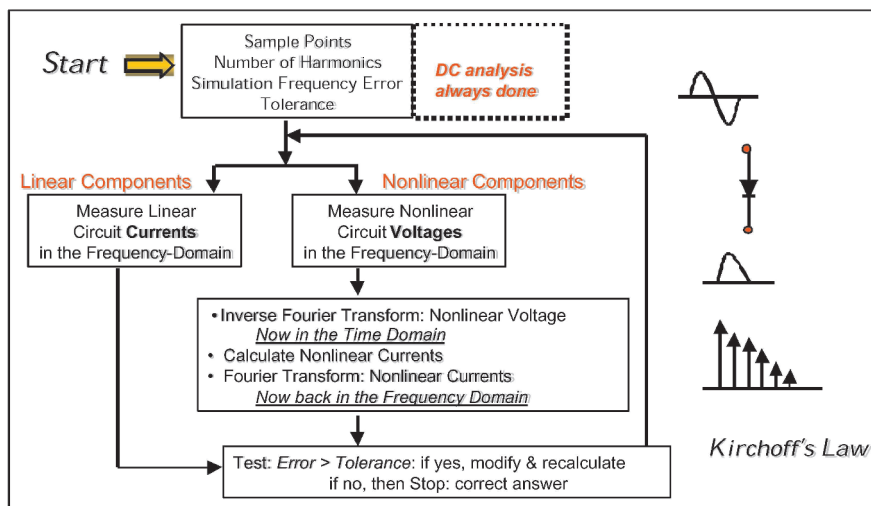 Start
Sample Points
Number of Harmonics
Simulation Frequency Error
Tolerance
DC analysis
always done
Linear Components
Nonlinear Components
Measure Linear
Circuit Currents
in the Frequency-Domain
Measure Nonlinear
Circuit Voltages
in the Frequency-Domain
•Inverse Fourier Transform: Nonlinear Voltage
Now in the Time Domain
• Calculate Nonlinear Currents
• Fourier Transform: Nonlinear Currents
Now back in the Frequency Domain
Test: Error > Tolerance: if yes, modify & recalculate
if no, then Stop: correct answer
Kirchoff's Law